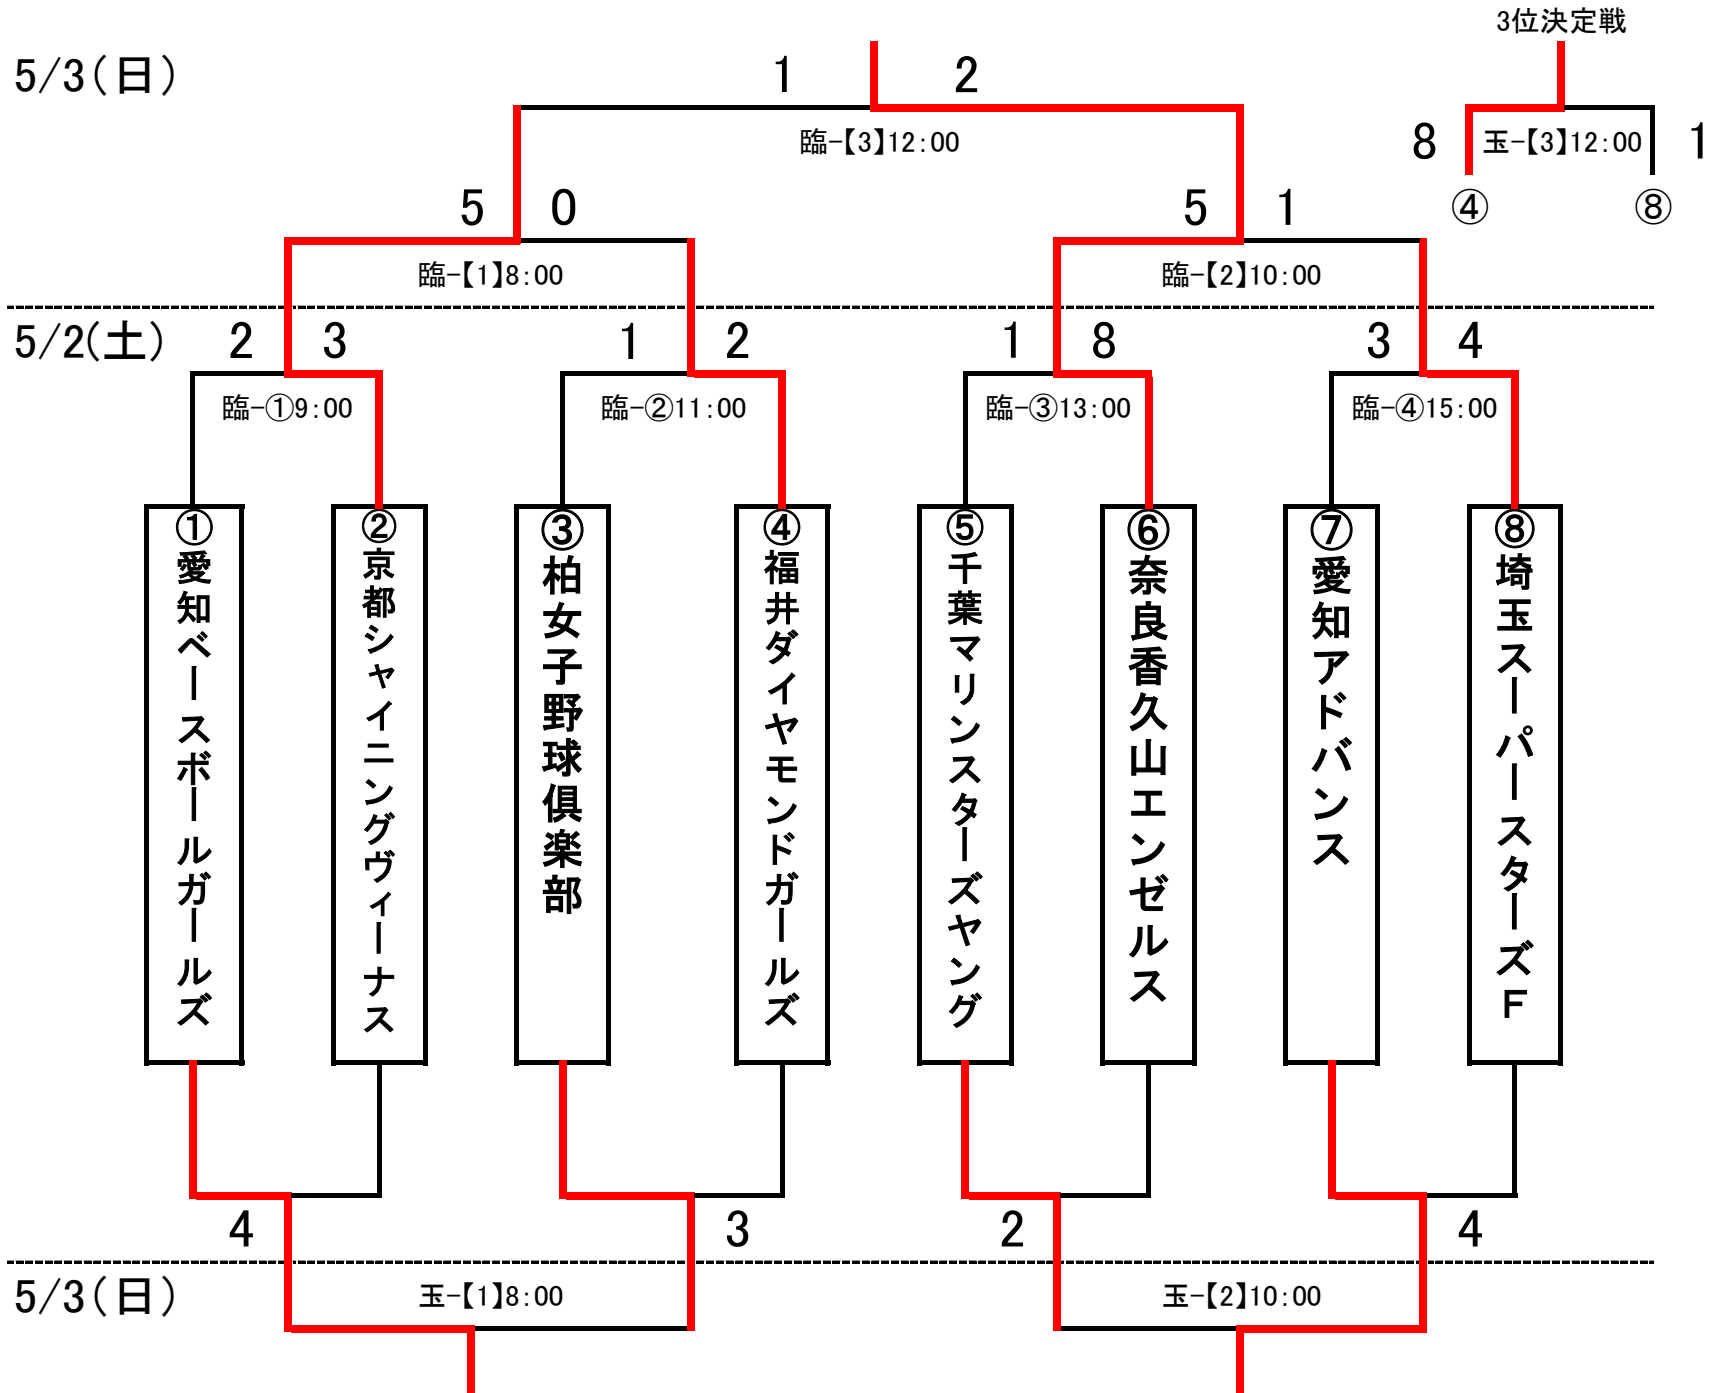 3位決定戦
5/3(日)
1 2
臨-【3】12:00
8 玉-【3】12:00 1
④ ⑧
5 0 5 1
臨-【1】8:00 臨-【2】10:00
5/2(土) 2 3 1 2 1 8 3 4
臨-①9:00 臨-②11:00 臨-③13:00 臨-④15:00
①愛知ベースボールガールズ
②京都シャイニングヴィーナス
③柏女子野球倶楽部
④福井ダイヤモンドガールズ
⑤千葉マリンスターズヤング
⑥奈良香久山エンゼルス
⑦愛知アドバンス
⑧埼玉スーパースターズF
4 3 2 4
5/3(日) 玉-【1】8:00 玉-【2】10:00